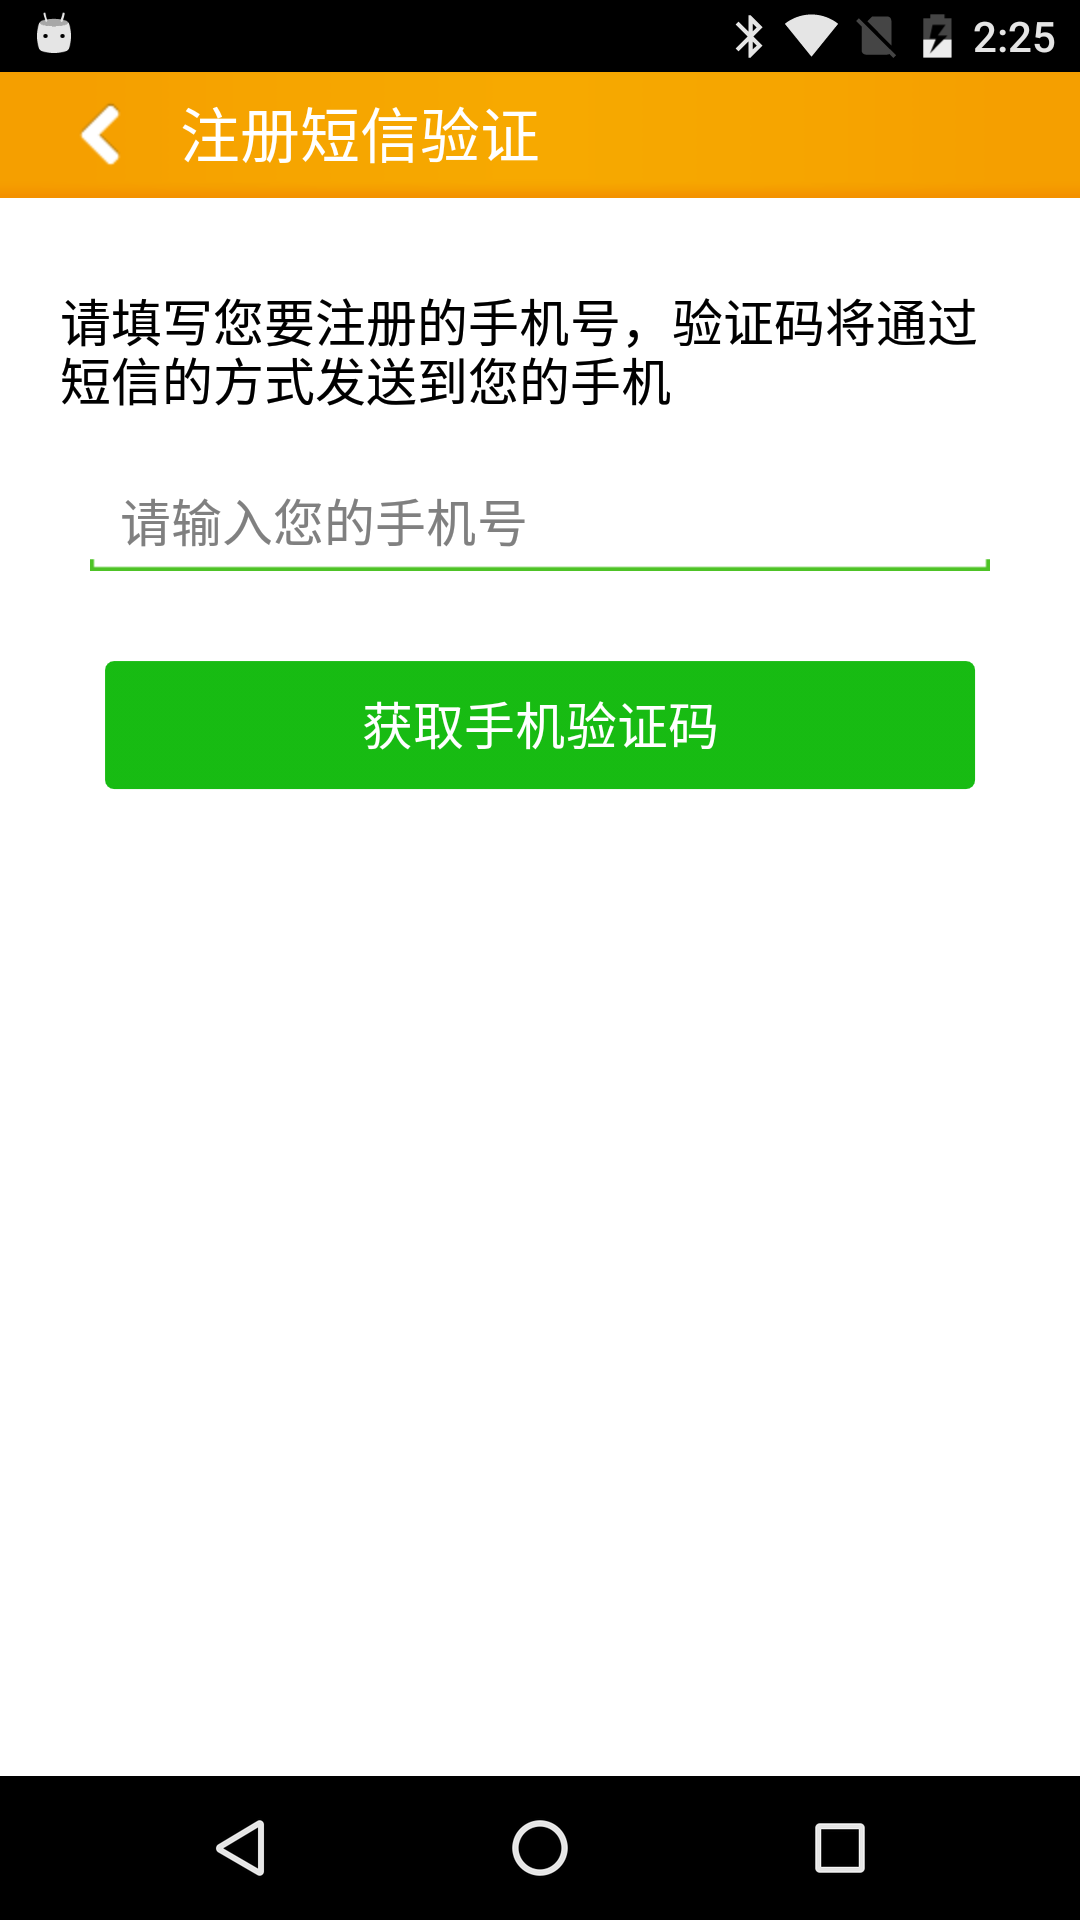 2:25
注册短信验证
请填写您要注册的手机号，验证码将通过
短信的方式发送到您的手机
请输入您的手机号
获取手机验证码